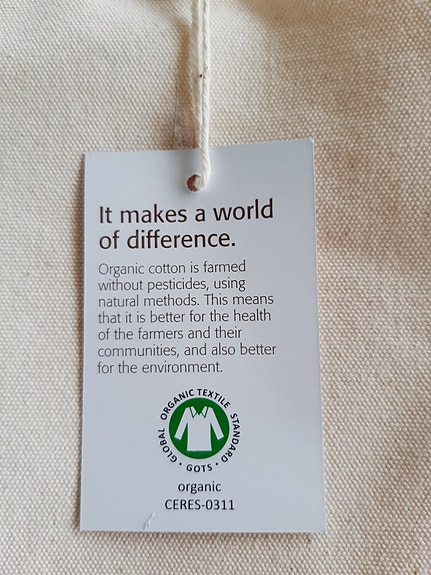 It makes a world
of difference.
Organic cotton is farmed
without pesticides, using
natural methods. This means
that it is better for the health
of the farmers and their
communities, and also better
for the environment.
GLOBAL ORGANIC TEXTILE STANDARD
· GOTS ·
organic
CERES-0311